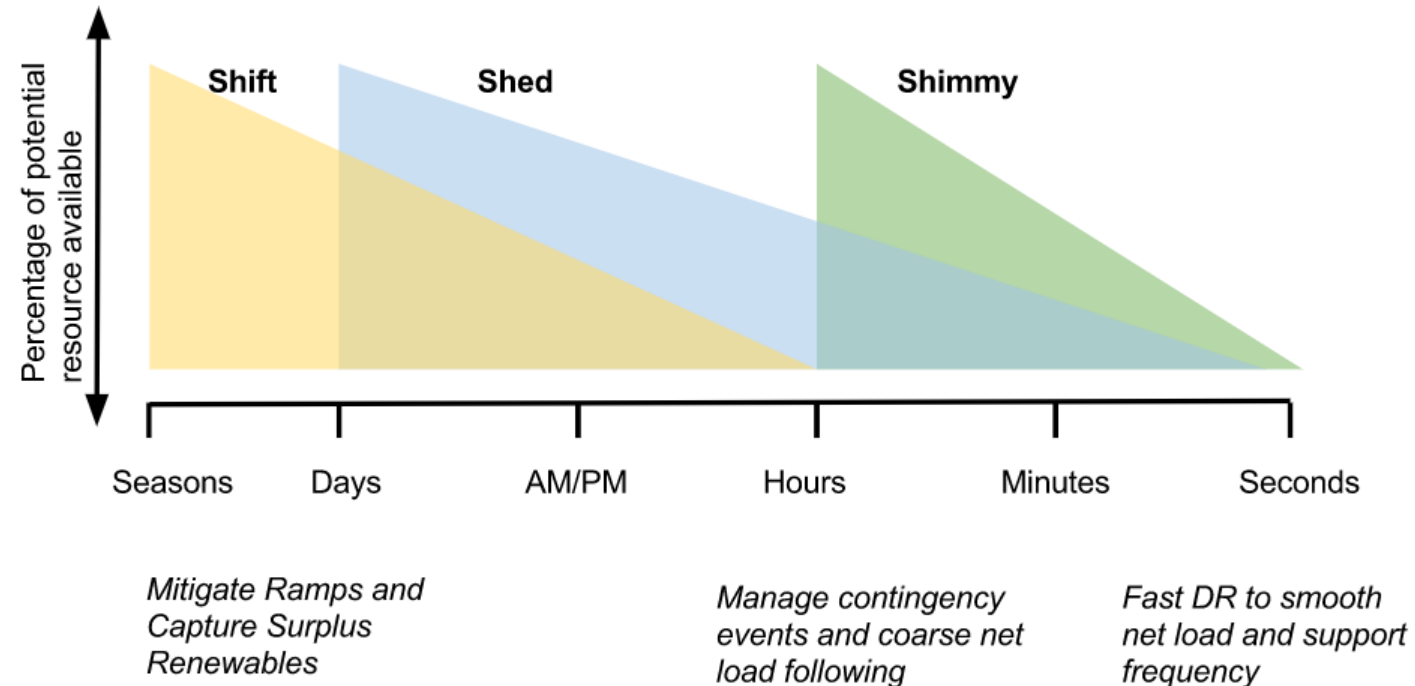 Percentage of potential
resource available
Shift
Shed
Shimmy
Seasons
Days
AM/PM
Hours
Minutes
Seconds
Mitigate Ramps and
Capture Surplus
Renewables
Manage contingency
events and coarse net
load following
Fast DR to smooth
net load and support
frequency